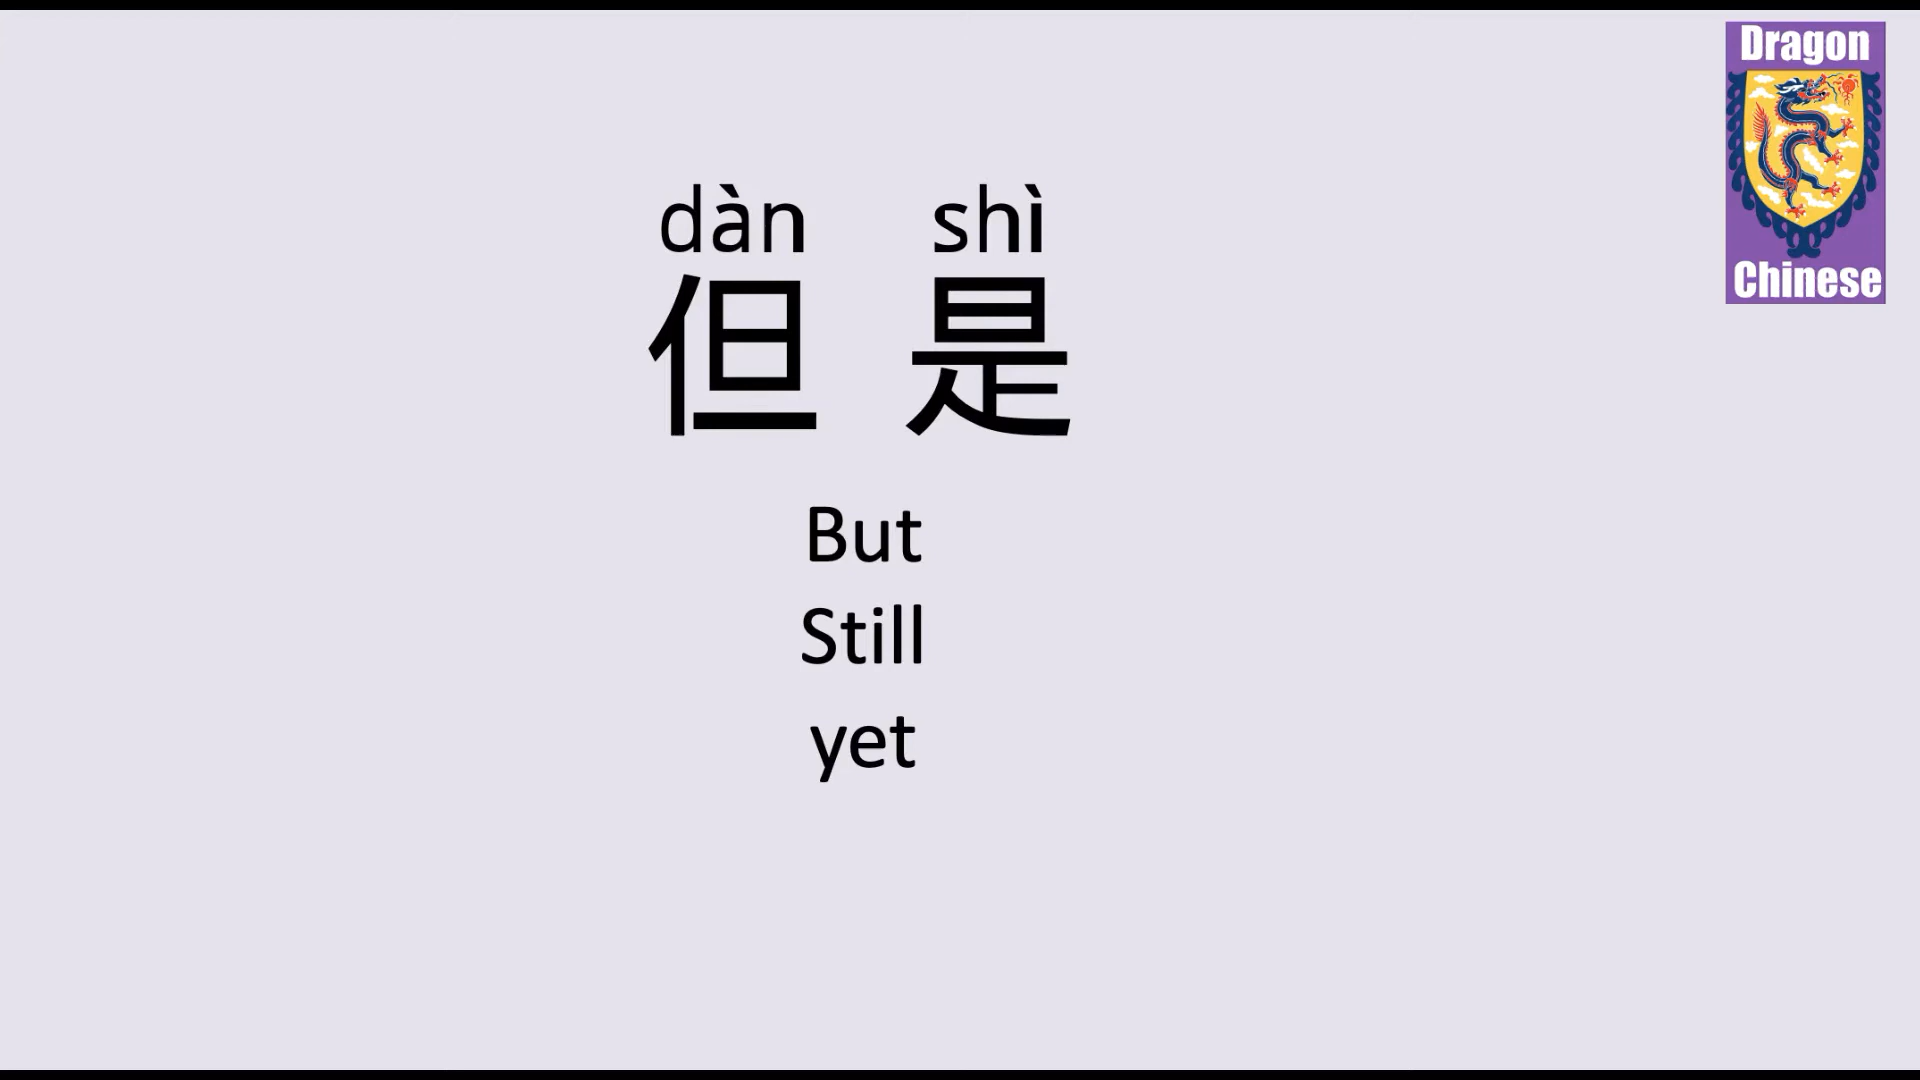 Dragon
Chinese
dàn shì
但是
But
Still
yet